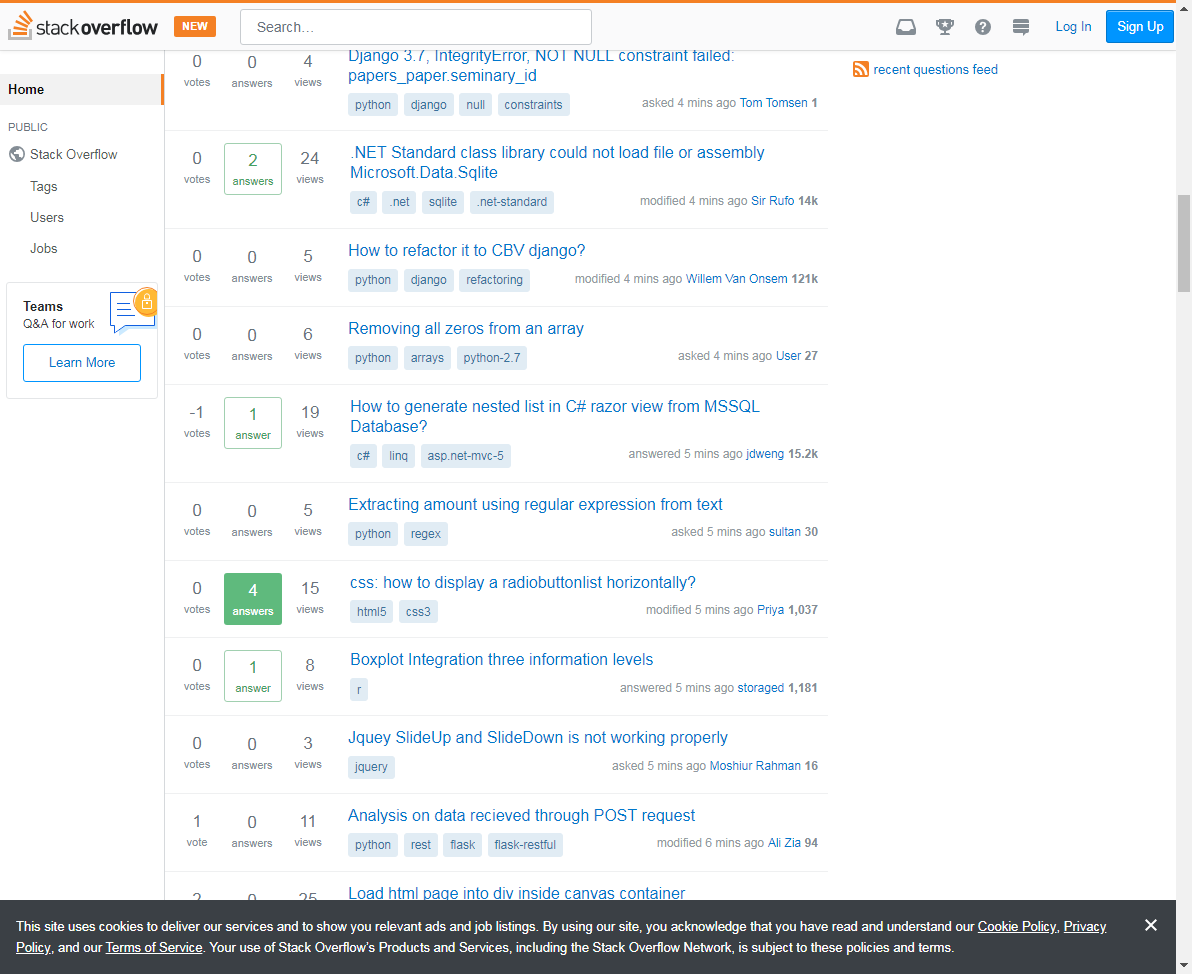 stackoverflow NEW Search… Log In Sign Up
Home
PUBLIC
Stack Overflow
Tags
Users
Jobs
Teams
Q&A for work
Learn More
0 votes 0 answers 4 views
Django 3.7, IntegrityError, NOT NULL constraint failed:
papers_paper.seminary_id
python django null constraints
asked 4 mins ago Tom Tomsen 1
0 votes 2 answers 24 views
.NET Standard class library could not load file or assembly
Microsoft.Data.Sqlite
c# .net sqlite .net-standard
modified 4 mins ago Sir Rufo 14k
0 votes 0 answers 5 views
How to refactor it to CBV django?
python django refactoring
modified 4 mins ago Willem Van Onsem 121k
0 votes 0 answers 6 views
Removing all zeros from an array
python arrays python-2.7
asked 4 mins ago User 27
-1 votes 1 answer 19 views
How to generate nested list in C# razor view from MSSQL
Database?
c# linq asp.net-mvc-5
answered 5 mins ago jdweng 15.2k
0 votes 0 answers 5 views
Extracting amount using regular expression from text
python regex
asked 5 mins ago sultan 30
0 votes 4 answers 15 views
css: how to display a radiobuttonlist horizontally?
html5 css3
modified 5 mins ago Priya 1,037
0 votes 1 answer 8 views
Boxplot Integration three information levels
r
answered 5 mins ago storaged 1,181
0 votes 0 answers 3 views
Jquey SlideUp and SlideDown is not working properly
jquery
asked 5 mins ago Moshiur Rahman 16
1 vote 0 answers 11 views
Analysis on data recieved through POST request
python rest flask flask-restful
modified 6 mins ago Ali Zia 94
2 0 25
Load html page into div inside canvas container
recent questions feed
This site uses cookies to deliver our services and to show you relevant ads and job listings. By using our site, you acknowledge that you have read and understand our Cookie Policy, Privacy
Policy, and our Terms of Service. Your use of Stack Overflow's Products and Services, including the Stack Overflow Network, is subject to these policies and terms.